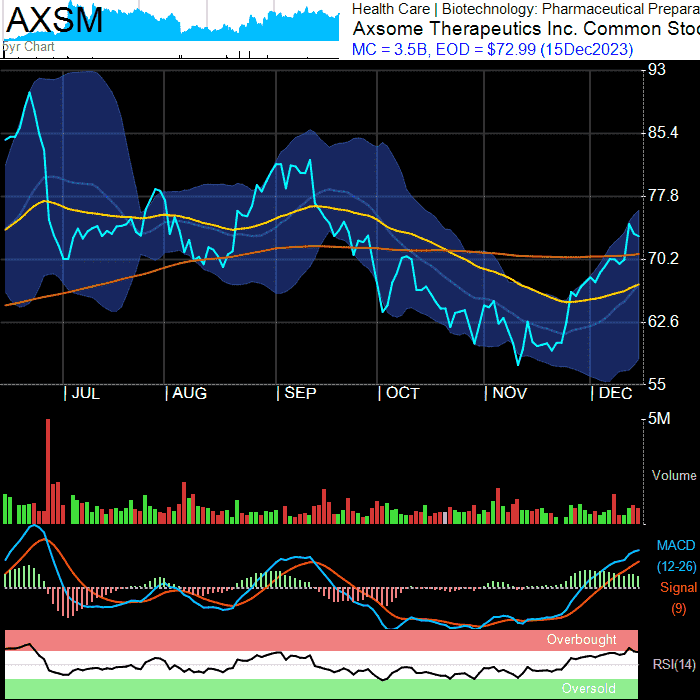 AXSM
Health Care | Biotechnology: Pharmaceutical Prepara
Axsome Therapeutics Inc. Common Stoc
MC = 3.5B, EOD = $72.99 (15Dec2023)
5yr Chart
93
85.4
77.8
70.2
62.6
55
| JUL | AUG | SEP | OCT | NOV | DEC
5M
Volume
MACD
(12-26)
Signal
(9)
Overbought
RSI(14)
Oversold